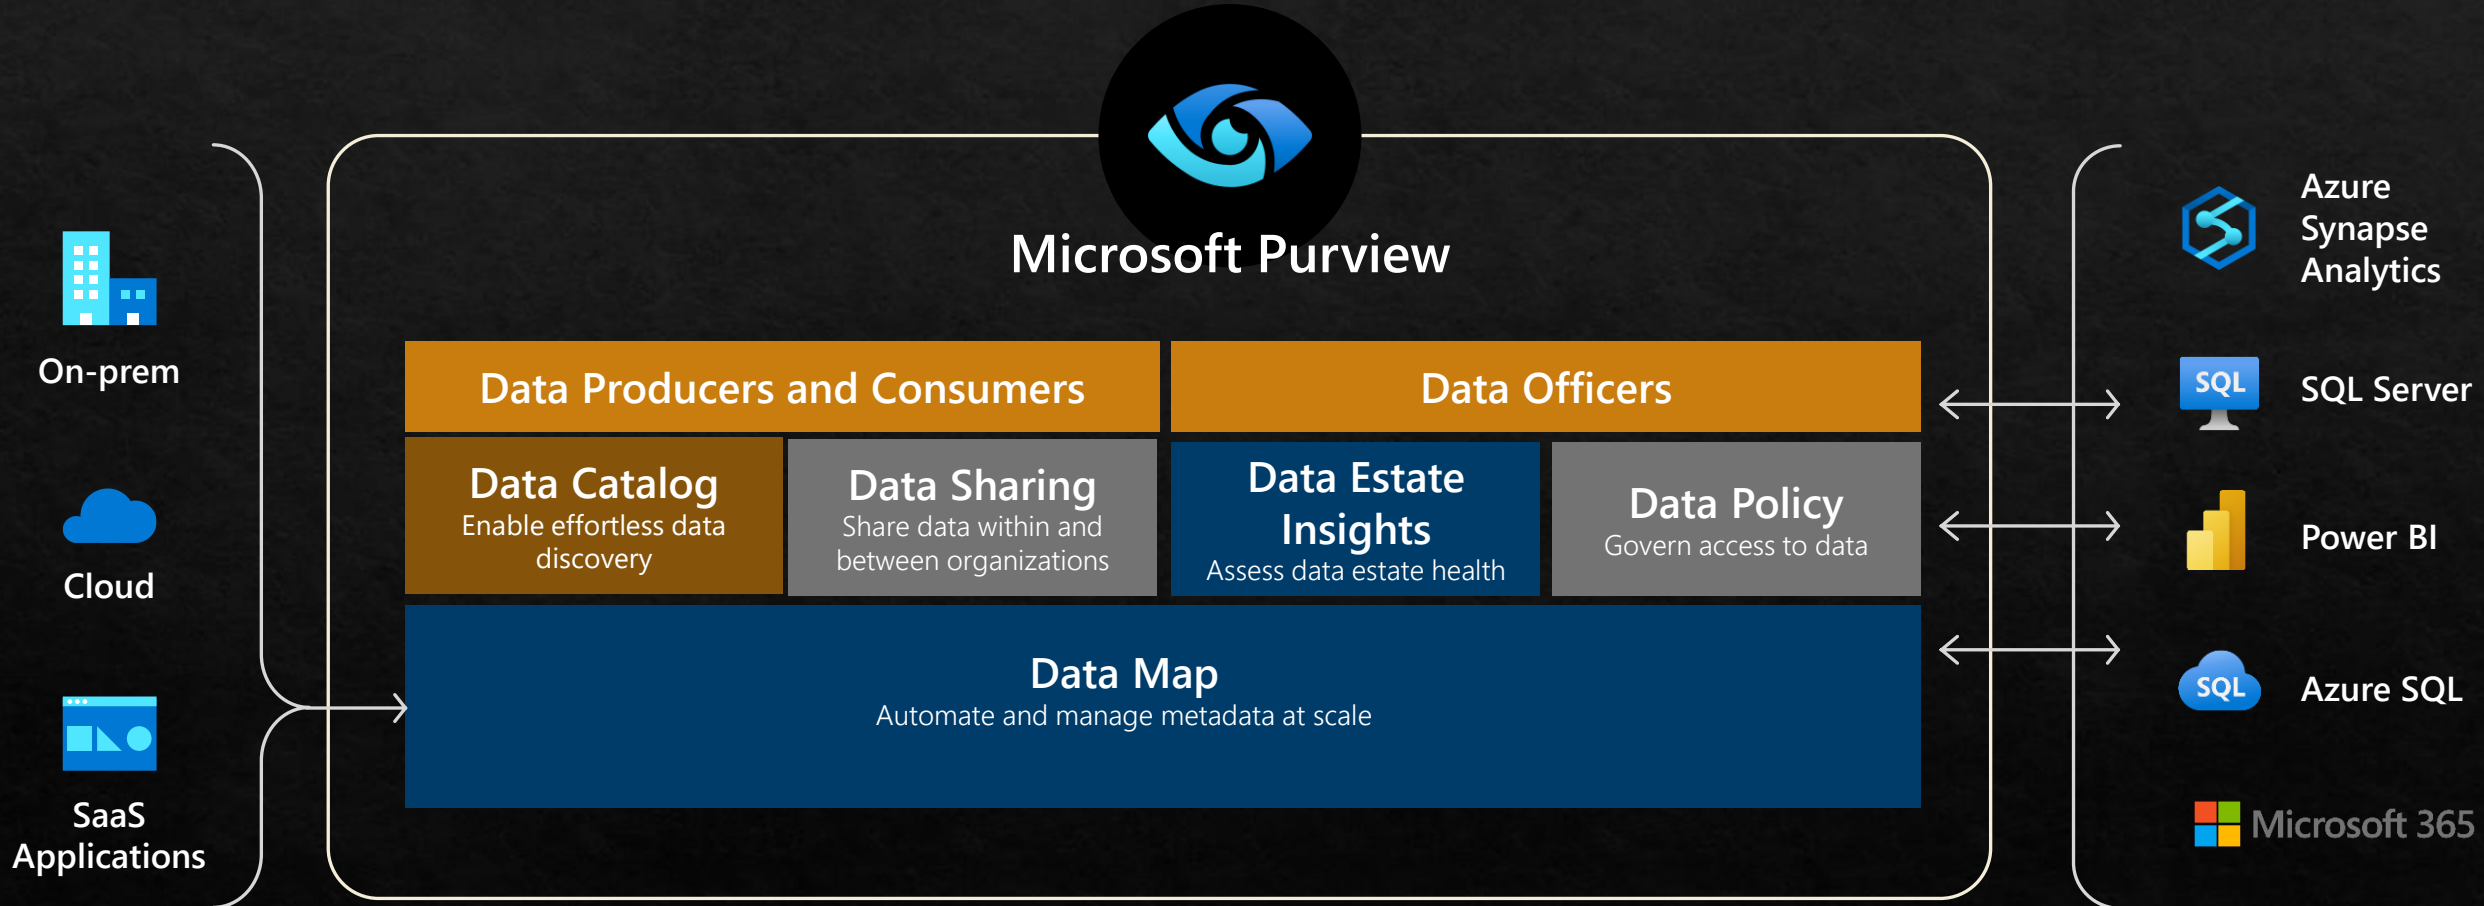 Microsoft Purview
On-prem
Cloud
SaaS
Applications
Data Producers and Consumers
Data Officers
Data Catalog
Enable effortless data
discovery
Data Sharing
Share data within and
between organizations
Data Estate
Insights
Assess data estate health
Data Policy
Govern access to data
Data Map
Automate and manage metadata at scale
Azure
Synapse
Analytics
SQL
SQL Server
Power BI
SQL
Azure SQL
Microsoft 365